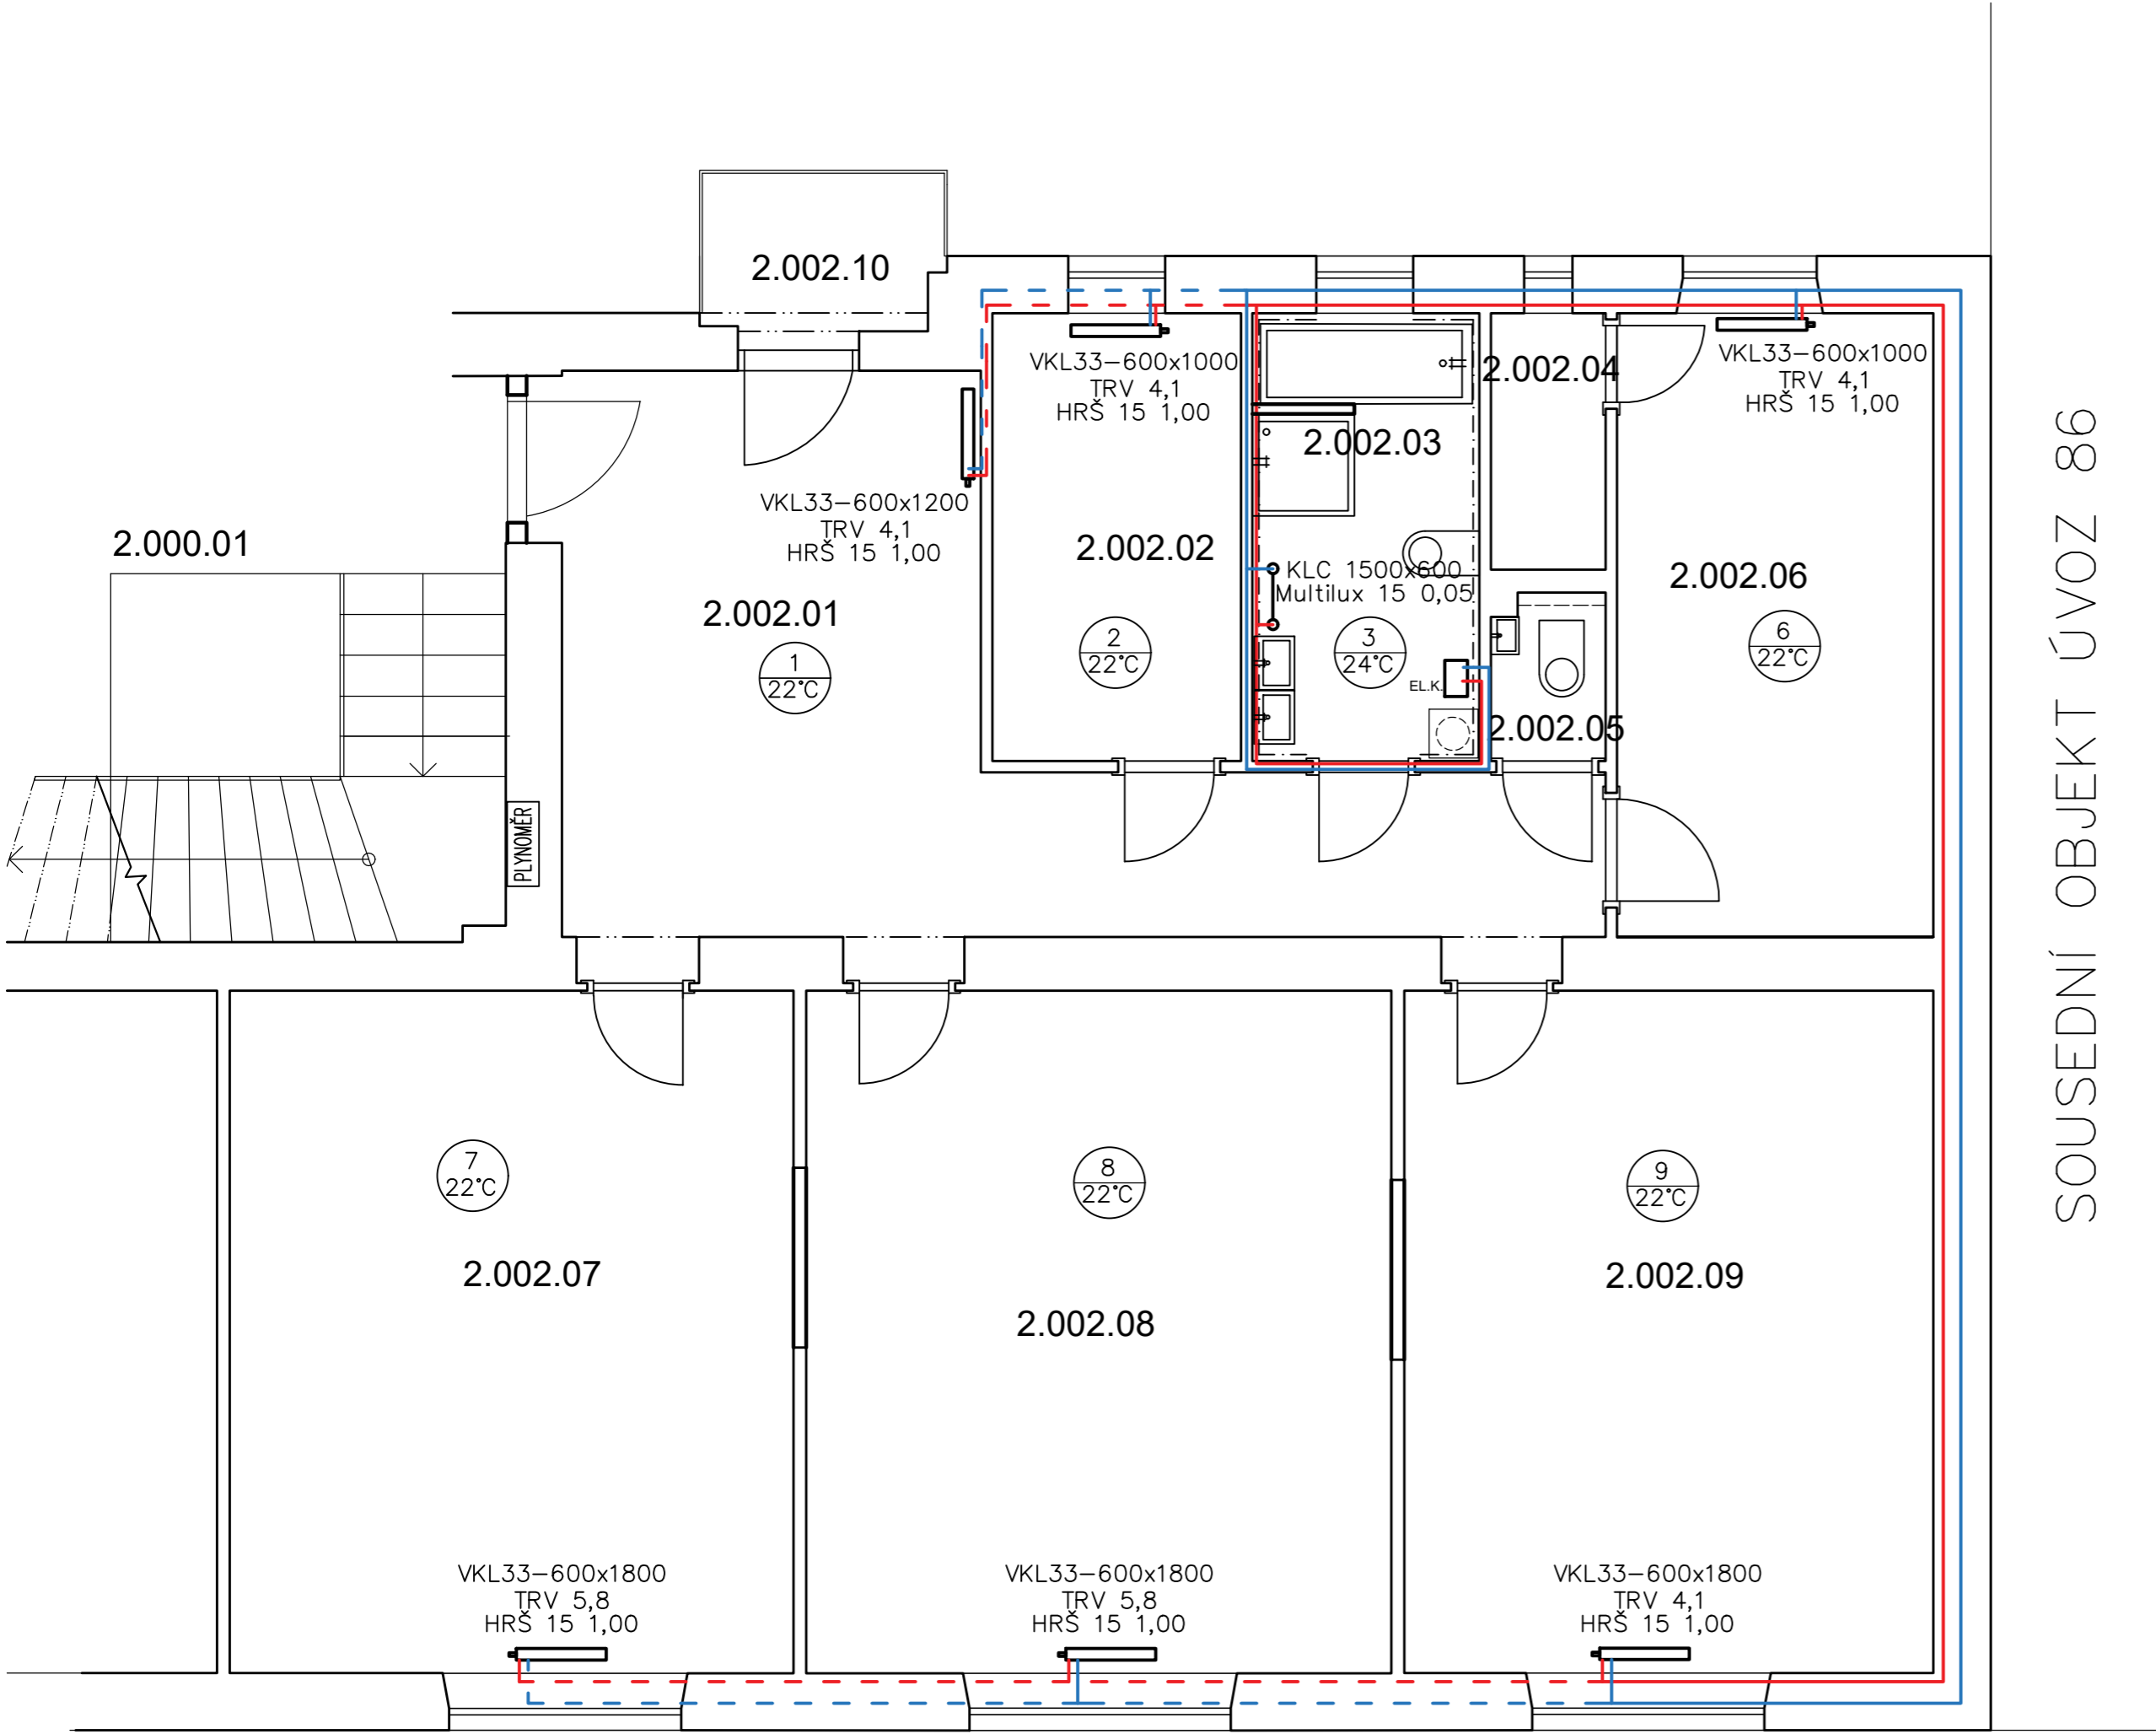 2.002.10
VKL33-600x1000
TRV 4,1
HRŠ 15 1,00
2.002.04
VKL33-600x1000
TRV 4,1
HRŠ 15 1,00
2.002.03
VKL33-600x1200
TRV 4,1
HRŠ 15 1,00
2.000.01
2.002.02
KLC 1500x600
Multilux 15 0,05
2.002.06
2.002.01
1
22°C
2
22°C
3
24°C
6
22°C
EL.K.
2.002.05
PLYNOMĚR
SOUSEDNÍ OBJEKT ÚVOZ 86
7
22°C
8
22°C
9
22°C
2.002.07
2.002.08
2.002.09
VKL33-600x1800
TRV 5,8
HRŠ 15 1,00
VKL33-600x1800
TRV 5,8
HRŠ 15 1,00
VKL33-600x1800
TRV 4,1
HRŠ 15 1,00